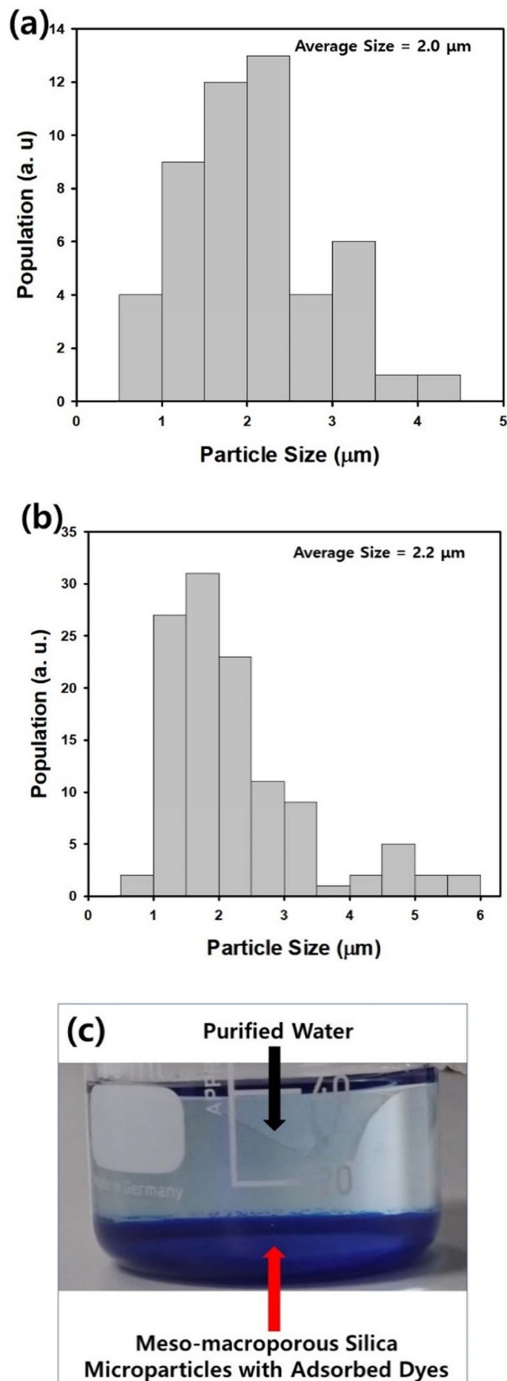 (a)
Average Size = 2.0 μm
14
12
10
8
6
4
2
0
Population (a. u)
0 1 2 3 4 5
Particle Size (μm)
(b)
Average Size = 2.2 μm
35
30
25
20
15
10
5
0
Population (a. u.)
0 1 2 3 4 5 6
Particle Size (μm)
(c)
Purified Water
40
20
in Germany
Meso-macroporous Silica
Microparticles with Adsorbed Dyes